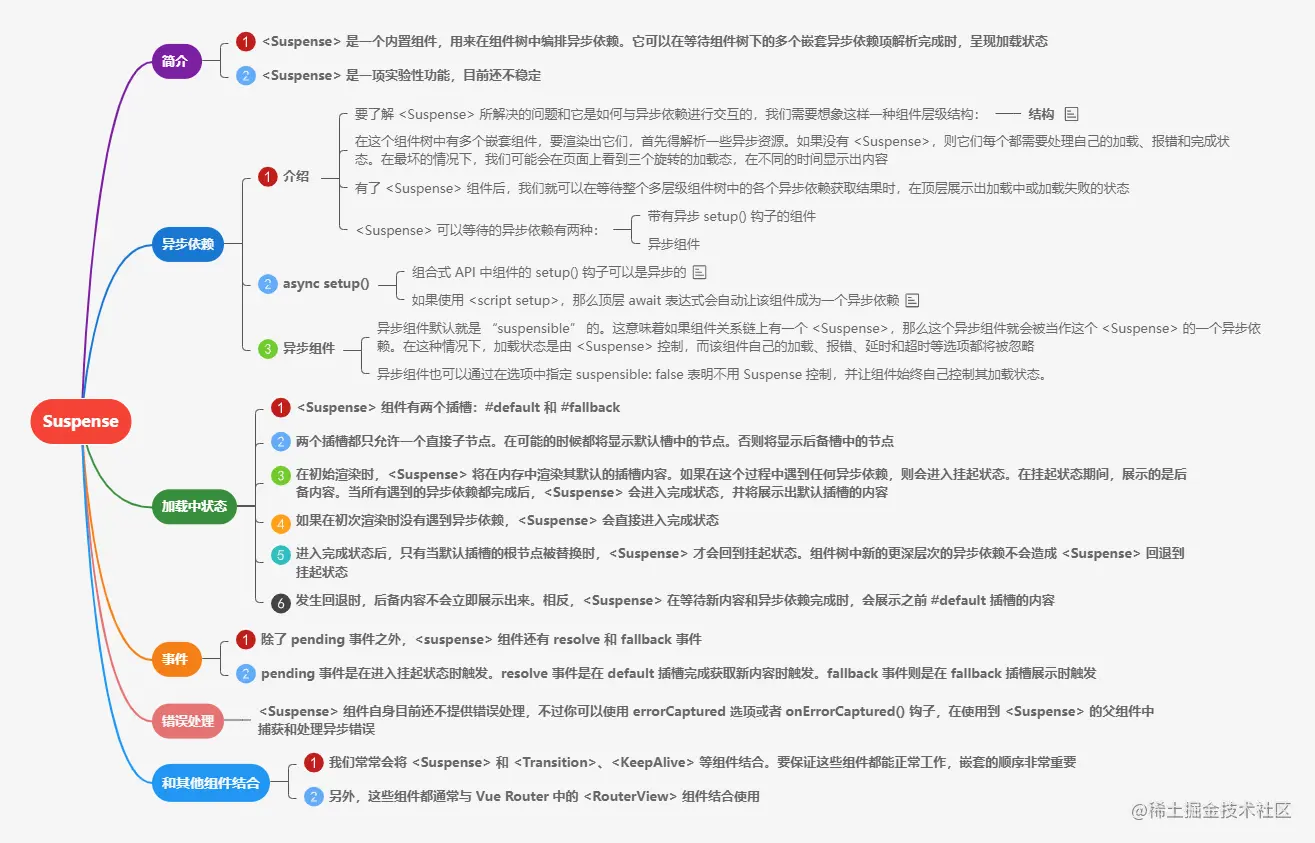 Suspense
简介
1 <Suspense> 是一个内置组件，用来在组件树中编排异步依赖。它可以在等待组件树下的多个嵌套异步依赖项解析完成时，呈现加载状态
2 <Suspense> 是一项实验性功能，目前还不稳定
异步依赖
1 介绍
要了解 <Suspense> 所解决的问题和它是如何与异步依赖进行交互的，我们需要想象这样一种组件层级结构：
结构
在这个组件树中有多个嵌套组件，要渲染出它们，首先得解析一些异步资源。如果没有 <Suspense>，则它们每个都需要处理自己的加载、报错和完成状
态。在最坏的情况下，我们可能会在页面上看到三个旋转的加载态，在不同的时间显示出内容
有了 <Suspense> 组件后，我们就可以在等待整个多层级组件树中的各个异步依赖获取结果时，在顶层展示出加载中或加载失败的状态
<Suspense> 可以等待的异步依赖有两种：
带有异步 setup() 钩子的组件
异步组件
2 async setup()
组合式 API 中组件的 setup() 钩子可以是异步的
如果使用 <script setup>，那么顶层 await 表达式会自动让该组件成为一个异步依赖
3 异步组件
异步组件默认就是 “suspensible” 的。这意味着如果组件关系链上有一个 <Suspense>，那么这个异步组件就会被当作这个 <Suspense> 的一个异步依
赖。在这种情况下，加载状态是由 <Suspense> 控制，而该组件自己的加载、报错、延时和超时等选项都将被忽略
异步组件也可以通过在选项中指定 suspensible: false 表明不用 Suspense 控制，并让组件始终自己控制其加载状态。
加载中状态
1 <Suspense> 组件有两个插槽：#default 和 #fallback
2 两个插槽都只允许一个直接子节点。在可能的时候都将显示默认槽中的节点。否则将显示后备槽中的节点
3 在初始渲染时，<Suspense> 将在内存中渲染其默认的插槽内容。如果在这个过程中遇到任何异步依赖，则会进入挂起状态。在挂起状态期间，展示的是后
备内容。当所有遇到的异步依赖都完成后，<Suspense> 会进入完成状态，并将展示出默认插槽的内容
4 如果在初次渲染时没有遇到异步依赖，<Suspense> 会直接进入完成状态
5 进入完成状态后，只有当默认插槽的根节点被替换时，<Suspense> 才会回到挂起状态。组件树中新的更深层次的异步依赖不会造成 <Suspense> 回退到
挂起状态
6 发生回退时，后备内容不会立即展示出来。相反，<Suspense> 在等待新内容和异步依赖完成时，会展示之前 #default 插槽的内容
事件
1 除了 pending 事件之外，<suspense> 组件还有 resolve 和 fallback 事件
2 pending 事件是在进入挂起状态时触发。resolve 事件是在 default 插槽完成获取新内容时触发。fallback 事件则是在 fallback 插槽展示时触发
错误处理
<Suspense> 组件自身目前还不提供错误处理，不过你可以使用 errorCaptured 选项或者 onErrorCaptured() 钩子，在使用到 <Suspense> 的父组件中
捕获和处理异步错误
和其他组件结合
1 我们常常会将 <Suspense> 和 <Transition>、<KeepAlive> 等组件结合。要保证这些组件都能正常工作，嵌套的顺序非常重要
2 另外，这些组件都通常与 Vue Router 中的 <RouterView> 组件结合使用
@稀土掘金技术社区